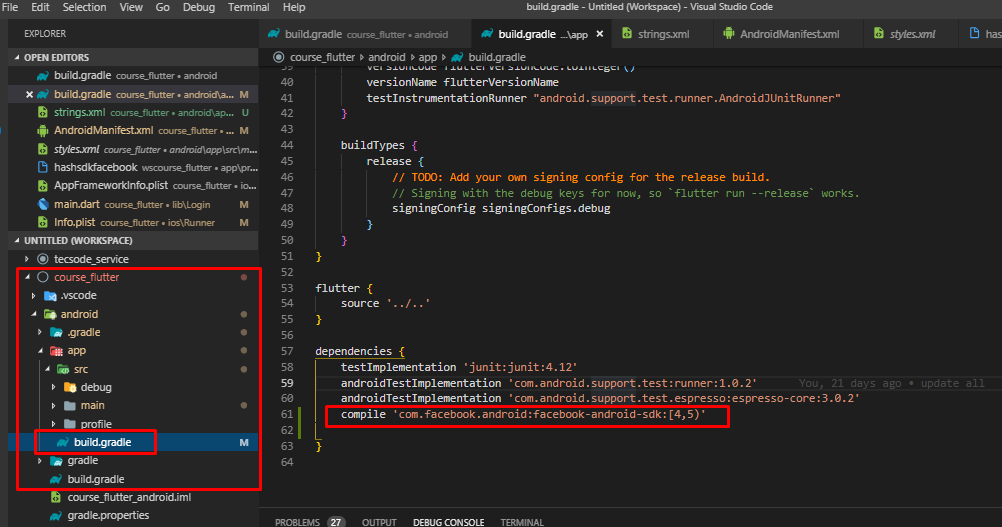 File Edit Selection View Go Debug Terminal Help
build.gradle - Untitled (Workspace) - Visual Studio Code
EXPLORER
OPEN EDITORS
build.gradle course_flutter • android
build.gradle course_flutter • android\a... M
strings.xml course_flutter • android\ap... U
AndroidManifest.xml course_flutter • ... M
styles.xml course_flutter • android\app\src\m...
hashsdkfacebook wscourse_flutter • app\pr...
AppFrameworkInfo.plist course_flutter • io...
main.dart course_flutter • lib\Login M
Info.plist course_flutter • ios\Runner M
UNTITLED (WORKSPACE)
tecsode_service
course_flutter
.vscode
android
.gradle
app
src
debug
main
profile
build.gradle M
gradle
build.gradle
course_flutter_android.iml
gradle.properties
build.gradle course_flutter • android
build.gradle ...\app
strings.xml
AndroidManifest.xml
styles.xml
has
course_flutter › android › app › build.gradle
39 versionCode flutterVersionCode.toInteger()
40 versionName flutterVersionName
41 testInstrumentationRunner "android.support.test.runner.AndroidJUnitRunner"
42 }
43
44 buildTypes {
45 release {
46 // TODO: Add your own signing config for the release build.
47 // Signing with the debug keys for now, so `flutter run --release` works.
48 signingConfig signingConfigs.debug
49 }
50 }
51 }
52
53 flutter {
54 source '../..'
55 }
56
57 dependencies {
58 testImplementation 'junit:junit:4.12'
59 androidTestImplementation 'com.android.support.test:runner:1.0.2' You, 21 days ago • update all
60 androidTestImplementation 'com.android.support.test.espresso:espresso-core:3.0.2'
61 compile 'com.facebook.android:facebook-android-sdk:[4,5)'
62
63 }
64
PROBLEMS 27 OUTPUT DEBUG CONSOLE TERMINAL